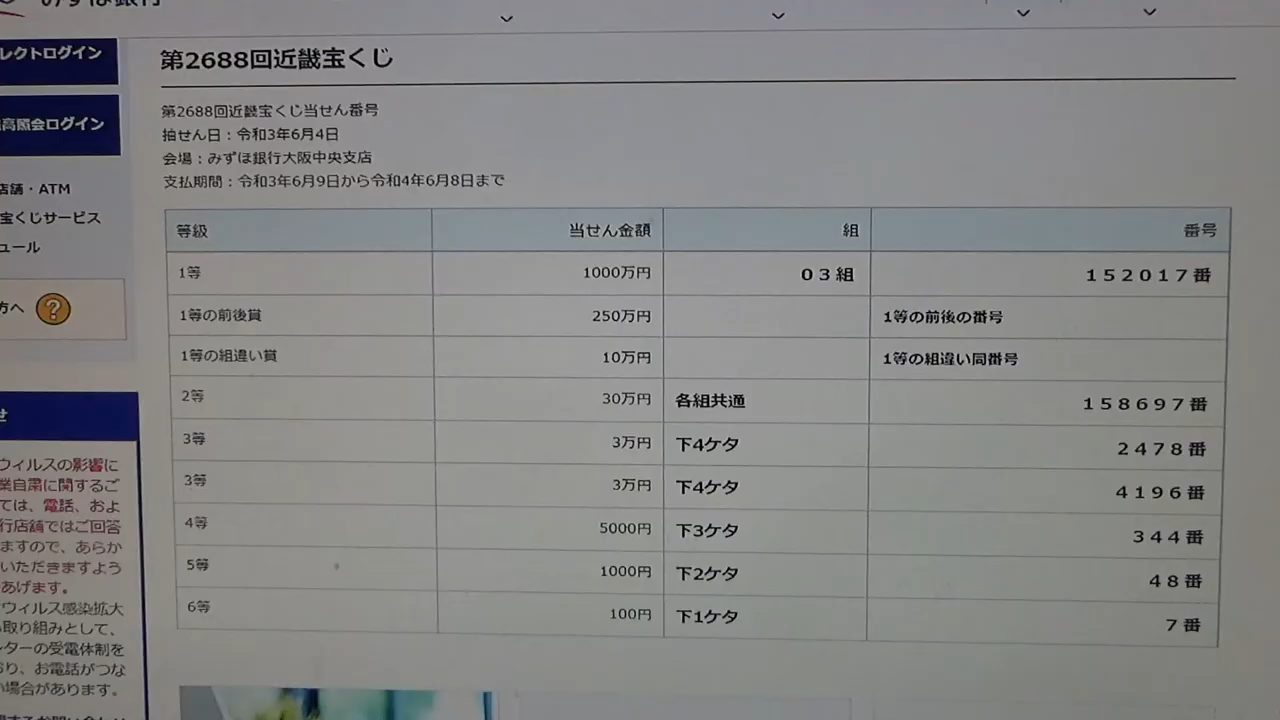 みずほ銀行
レクトログイン
高照会ログイン
店舗・ATM
宝くじサービス
ュール
方へ
?
せ
ウィルスの影響に
業自粛に関するご
ては、電話、およ
行店舗ではご回答
ますので、あらか
いただきますよう
あげます。
ウィルス感染拡大
取り組みとして、
ターの受電体制を
おり、お電話がつな
い場合があります。
第2688回近畿宝くじ
第2688回近畿宝くじ当せん番号
抽せん日：令和3年6月4日
会場：みずほ銀行大阪中央支店
支払期間：令和3年6月9日から令和4年6月8日まで
等級 当せん金額 組 番号
1等 1000万円 03組 152017番
1等の前後賞 250万円 1等の前後の番号
1等の組違い賞 10万円 1等の組違い同番号
2等 30万円 各組共通 158697番
3等 3万円 下4ケタ 2478番
3等 3万円 下4ケタ 4196番
4等 5000円 下3ケタ 344番
5等 1000円 下2ケタ 48番
6等 100円 下1ケタ 7番